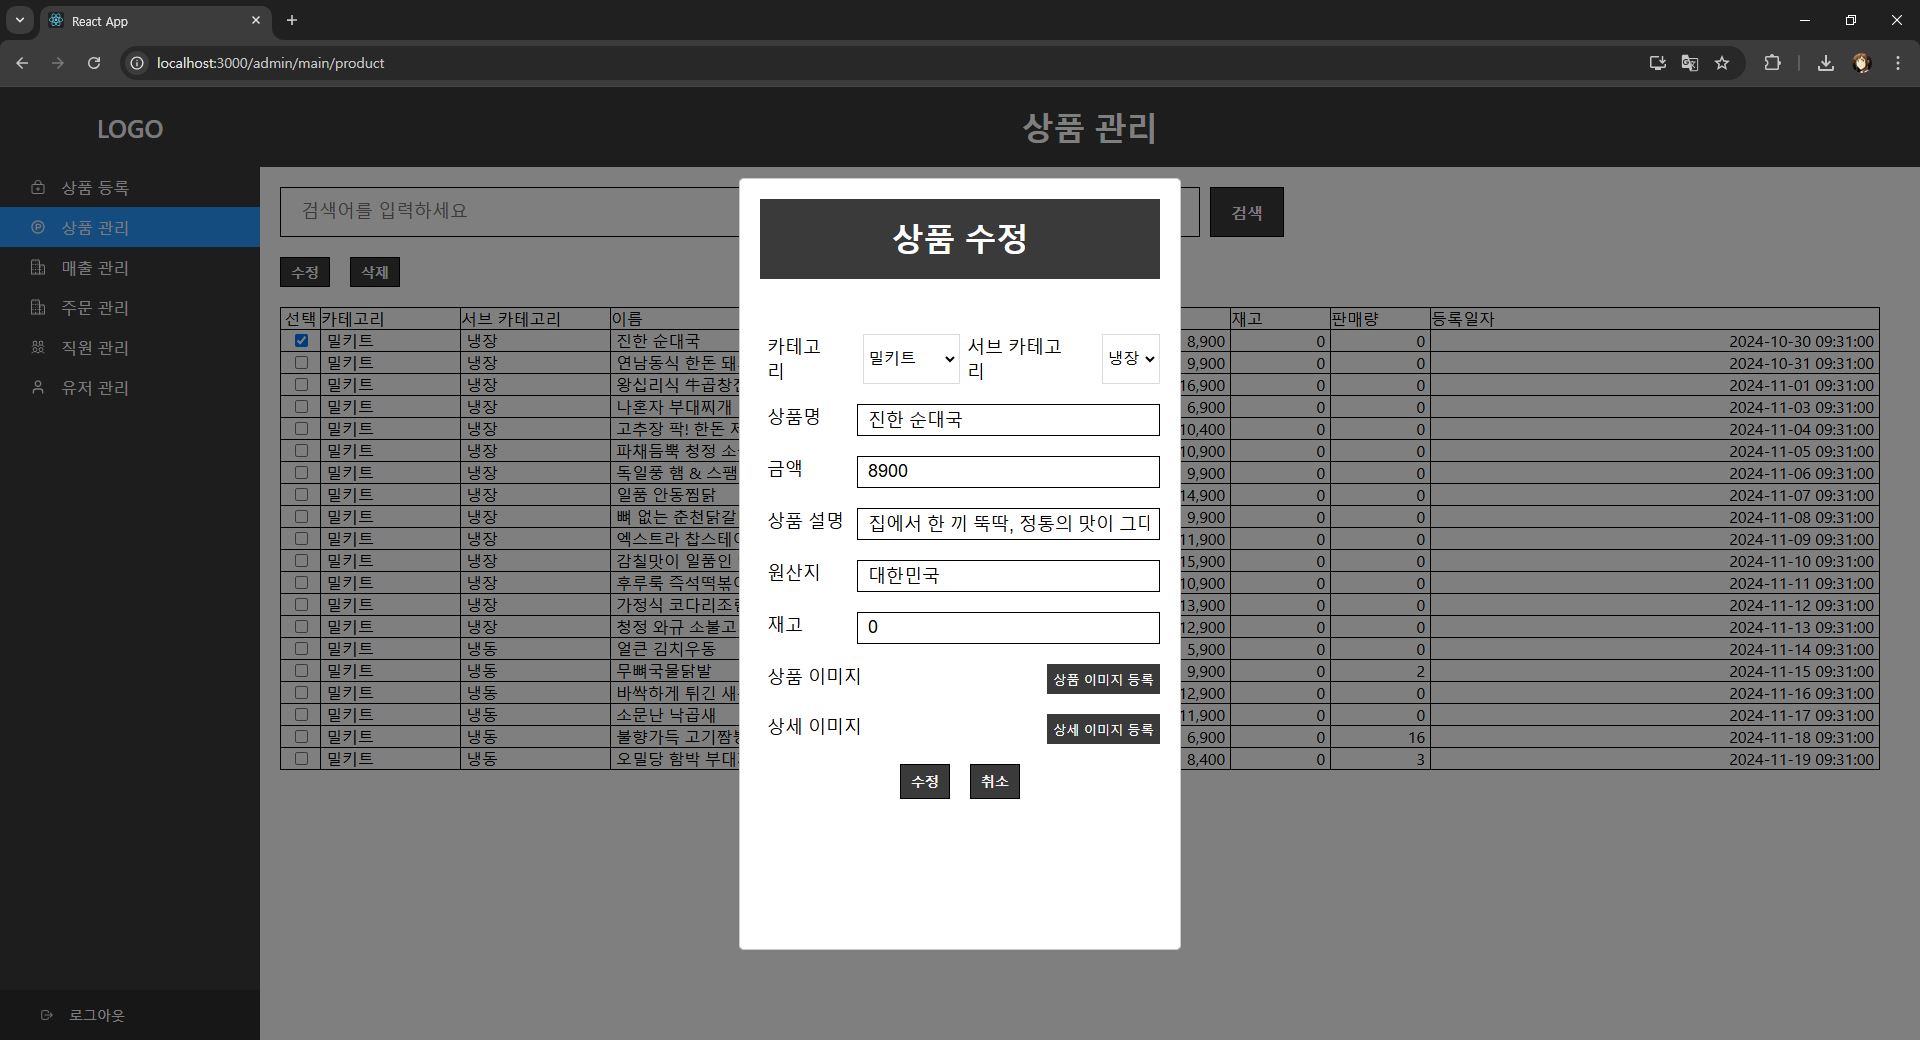 React App
localhost:3000/admin/main/product
LOGO
상품 관리
상품 등록
상품 관리
매출 관리
주문 관리
직원 관리
유저 관리
로그아웃
검색어를 입력하세요
검색
수정 삭제
선택 카테고리 서브 카테고리 이름 재고 판매량 등록일자
밀키트 냉장 진한 순대국 8,900 0 0 2024-10-30 09:31:00
밀키트 냉장 연남동식 한돈 9,900 0 0 2024-10-31 09:31:00
밀키트 냉장 왕십리식 16,900 0 0 2024-11-01 09:31:00
밀키트 냉장 나혼자 부대찌개 6,900 0 0 2024-11-03 09:31:00
밀키트 냉장 고추장 팍! 한돈 10,400 0 0 2024-11-04 09:31:00
밀키트 냉장 파채듬뿍 청정 10,900 0 0 2024-11-05 09:31:00
밀키트 냉장 독일풍 햄 & 스팸 9,900 0 0 2024-11-06 09:31:00
밀키트 냉장 일품 안동찜닭 14,900 0 0 2024-11-07 09:31:00
밀키트 냉장 뼈 없는 춘천닭갈 9,900 0 0 2024-11-08 09:31:00
밀키트 냉장 엑스트라 찹스테 11,900 0 0 2024-11-09 09:31:00
밀키트 냉장 감칠맛이 일품인 15,900 0 0 2024-11-10 09:31:00
밀키트 냉장 후루룩 즉석떡볶 10,900 0 0 2024-11-11 09:31:00
밀키트 냉장 가정식 코다리조 13,900 0 0 2024-11-12 09:31:00
밀키트 냉장 청정 와규 소불고 12,900 0 0 2024-11-13 09:31:00
밀키트 냉동 얼큰 김치우동 5,900 0 0 2024-11-14 09:31:00
밀키트 냉동 무뼈국물닭발 9,900 0 2 2024-11-15 09:31:00
밀키트 냉동 바싹하게 튀긴 12,900 0 0 2024-11-16 09:31:00
밀키트 냉동 소문난 낙곱새 11,900 0 0 2024-11-17 09:31:00
밀키트 냉동 불향가득 고기짬 6,900 0 16 2024-11-18 09:31:00
밀키트 냉동 오밀당 함박 부대 8,400 0 3 2024-11-19 09:31:00
상품 수정
카테고리 밀키트 서브 카테고리 냉장
상품명 진한 순대국
금액 8900
상품 설명 집에서 한 끼 뚝딱, 정통의 맛이 그대
원산지 대한민국
재고 0
상품 이미지 상품 이미지 등록
상세 이미지 상세 이미지 등록
수정 취소